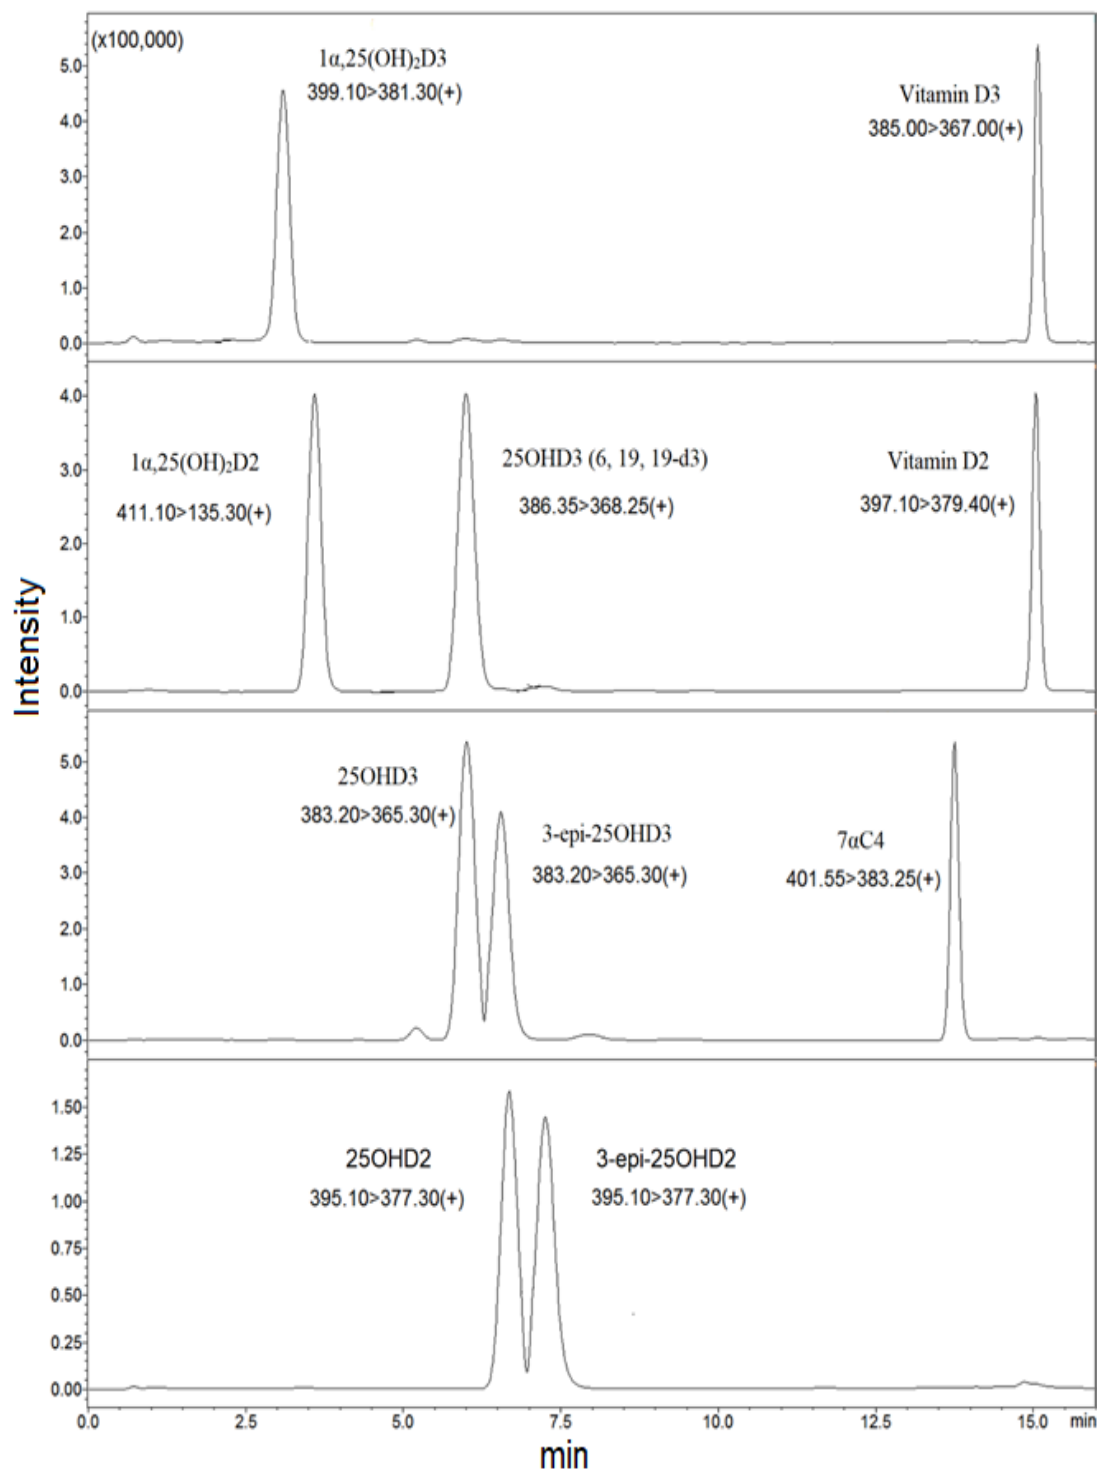 (x100,000)
1α,25(OH)₂D3
399.10>381.30(+)
Vitamin D3
385.00>367.00(+)
5.0
4.0
3.0
2.0
1.0
0.0
1α,25(OH)₂D2
411.10>135.30(+)
25OHD3 (6, 19, 19-d3)
386.35>368.25(+)
Vitamin D2
397.10>379.40(+)
4.0
3.0
2.0
1.0
0.0
Intensity
25OHD3
383.20>365.30(+)
3-epi-25OHD3
383.20>365.30(+)
7αC4
401.55>383.25(+)
5.0
4.0
3.0
2.0
1.0
0.0
25OHD2
395.10>377.30(+)
3-epi-25OHD2
395.10>377.30(+)
1.50
1.25
1.00
0.75
0.50
0.25
0.00
0.0 2.5 5.0 7.5 10.0 12.5 15.0 min
min